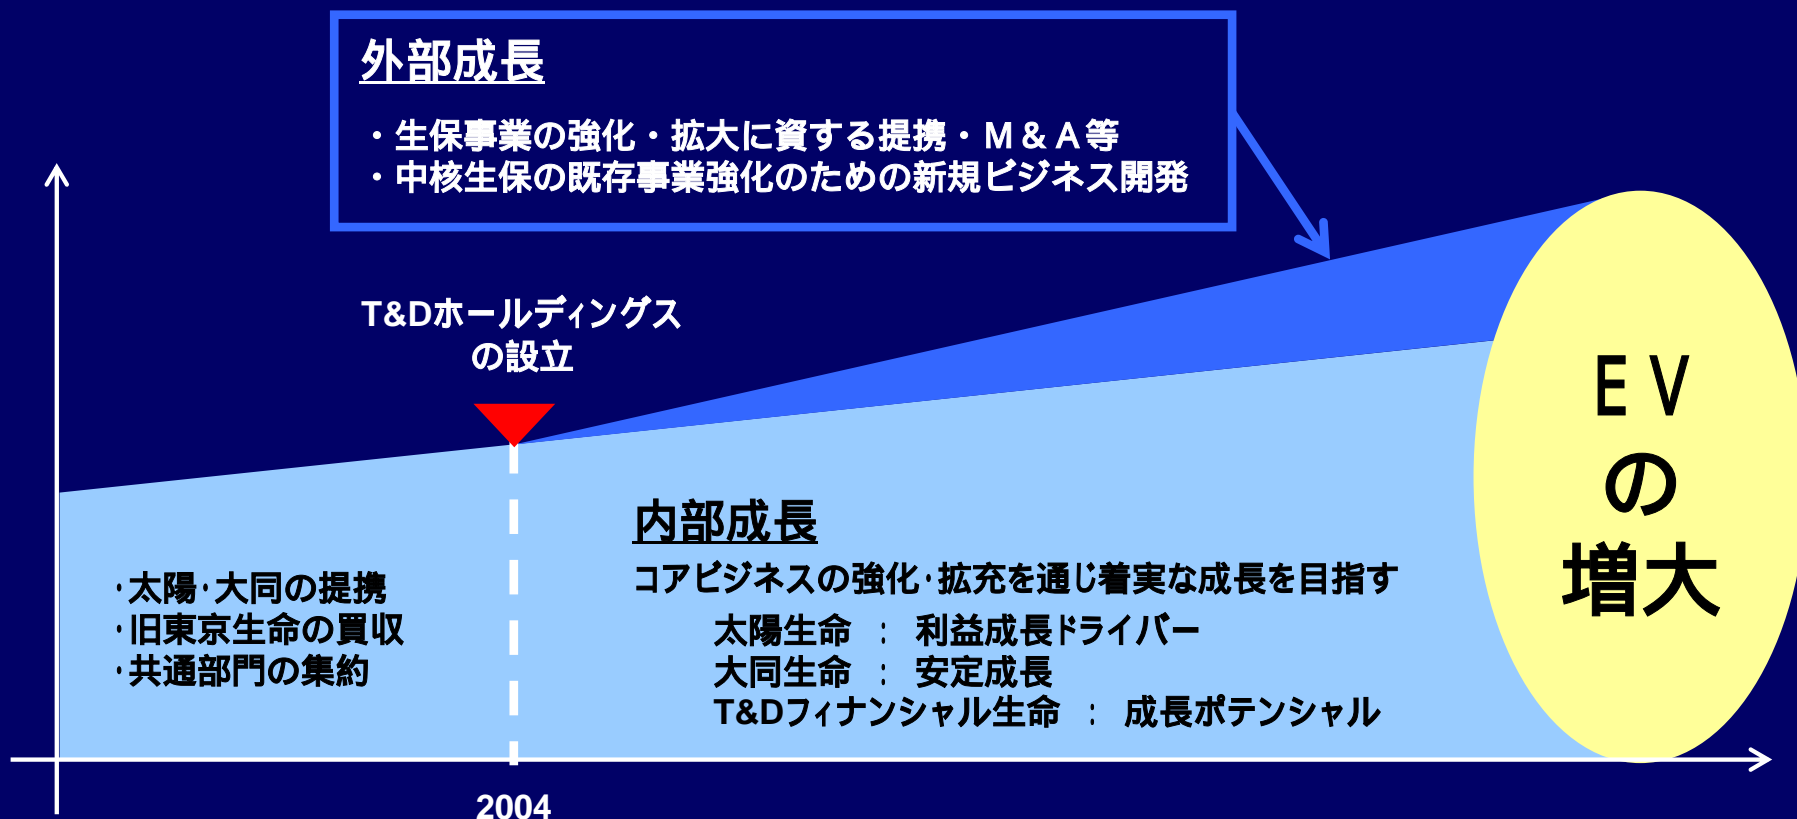 外部成長
・生保事業の強化・拡大に資する提携・M＆A等
・中核生保の既存事業強化のための新規ビジネス開発
T&Dホールディングス
の設立
内部成長
コアビジネスの強化・拡充を通じ着実な成長を目指す
太陽生命 ： 利益成長ドライバー
大同生命 ： 安定成長
T&Dフィナンシャル生命 ： 成長ポテンシャル
・太陽・大同の提携
・旧東京生命の買収
・共通部門の集約
EV
の
増大
2004